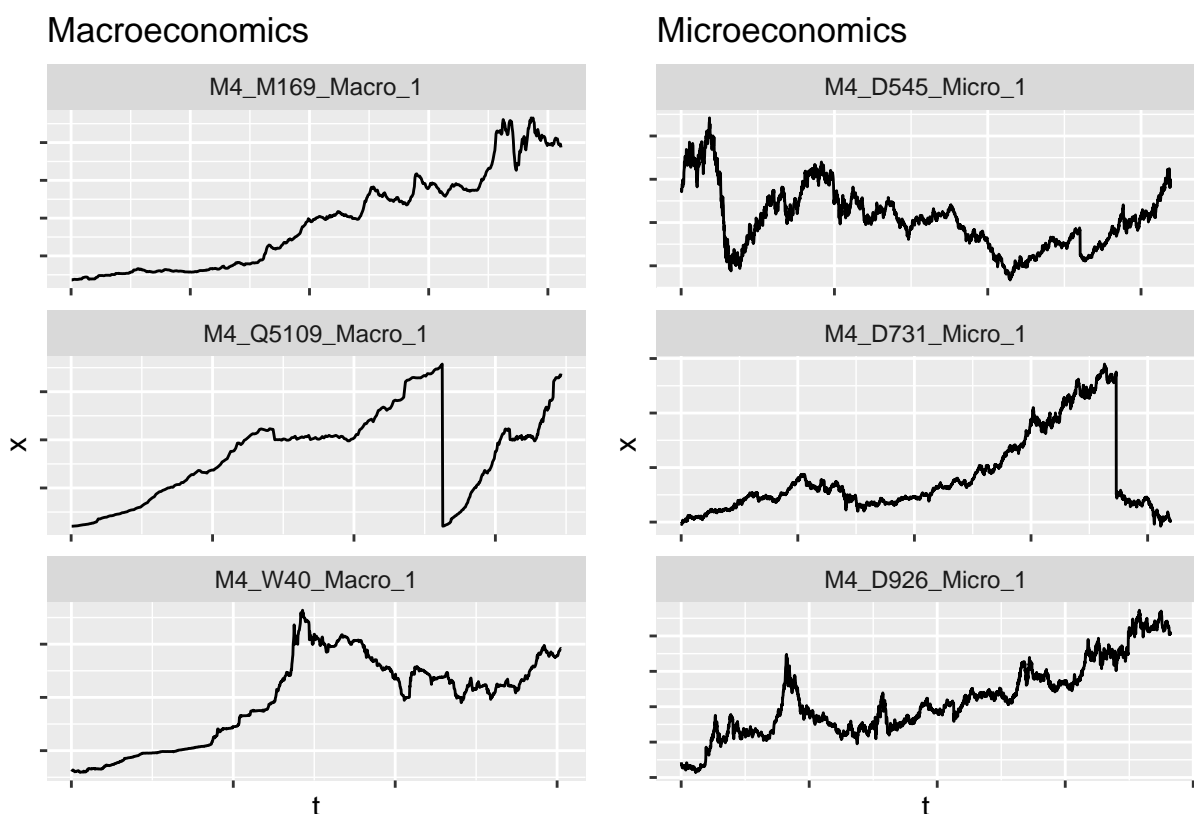 Macroeconomics
M4_M169_Macro_1
M4_Q5109_Macro_1
M4_W40_Macro_1
x
t
Microeconomics
M4_D545_Micro_1
M4_D731_Micro_1
M4_D926_Micro_1
x
t